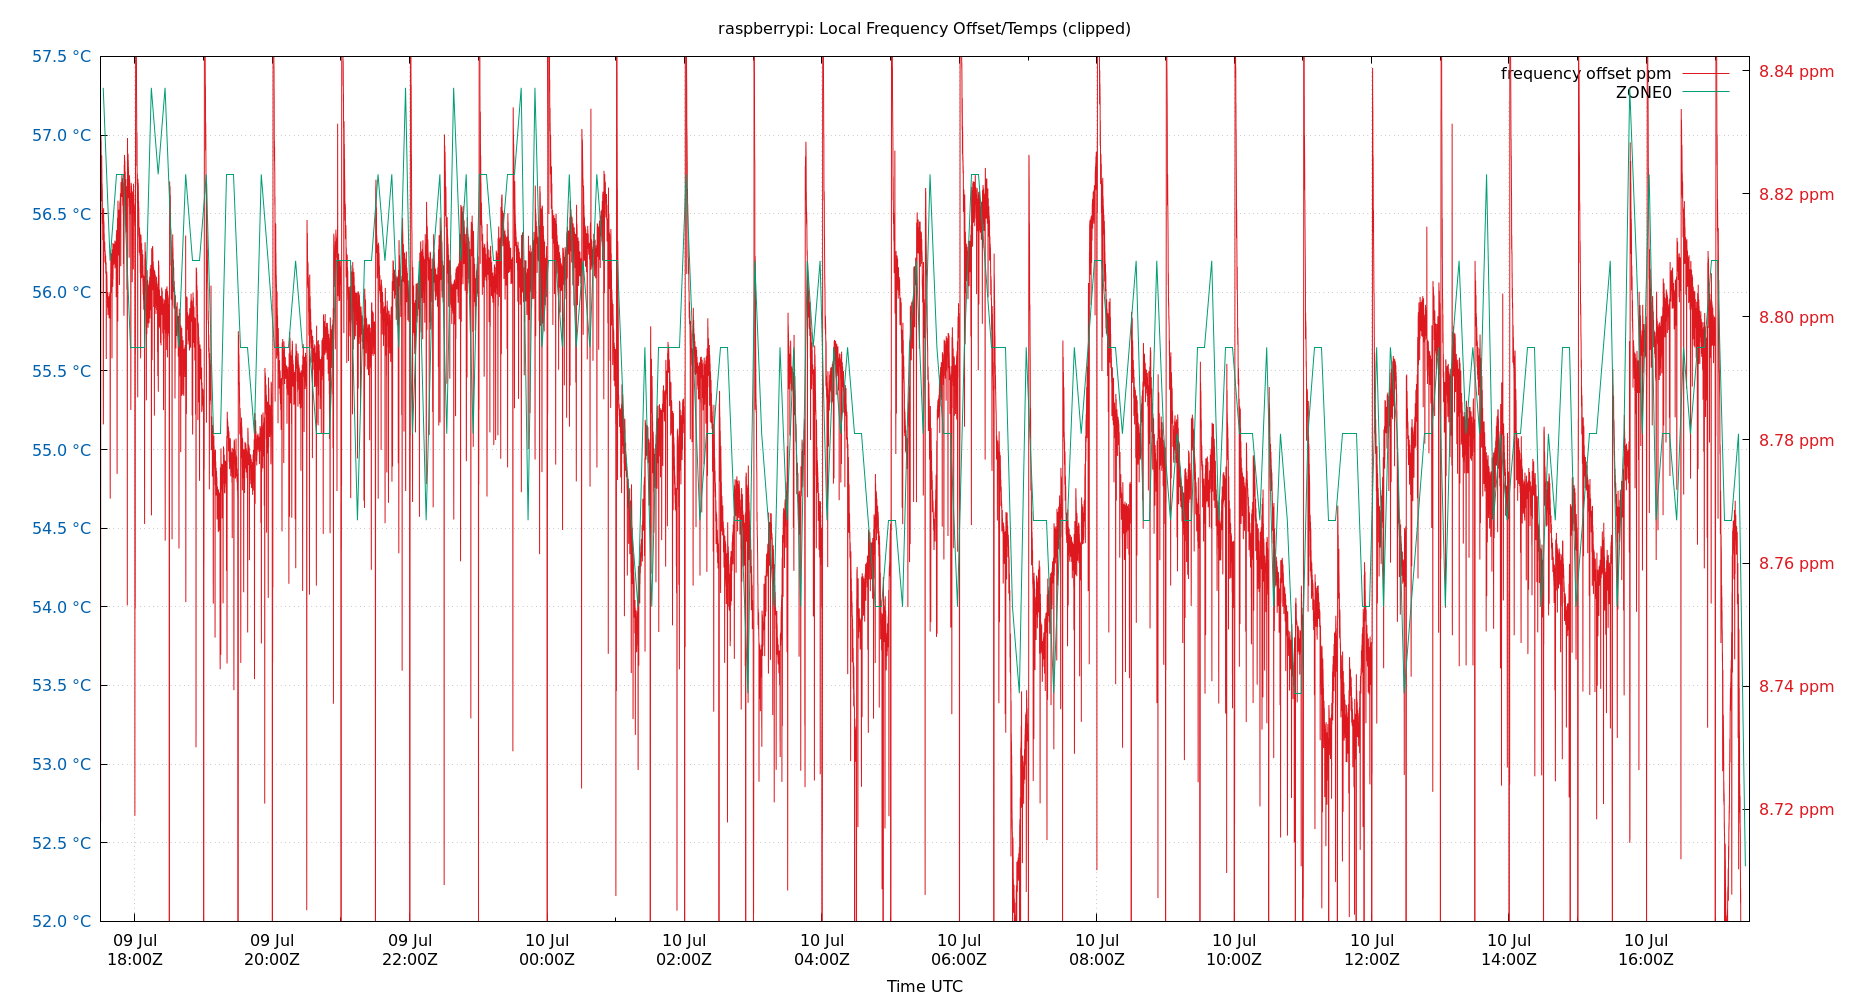 raspberrypi: Local Frequency Offset/Temps (clipped)
57.5 °C
57.0 °C
56.5 °C
56.0 °C
55.5 °C
55.0 °C
54.5 °C
54.0 °C
53.5 °C
53.0 °C
52.5 °C
52.0 °C
frequency offset ppm
ZONE0
8.84 ppm
8.82 ppm
8.80 ppm
8.78 ppm
8.76 ppm
8.74 ppm
8.72 ppm
09 Jul 09 Jul 09 Jul 10 Jul 10 Jul 10 Jul 10 Jul 10 Jul 10 Jul 10 Jul 10 Jul 10 Jul
18:00Z 20:00Z 22:00Z 00:00Z 02:00Z 04:00Z 06:00Z 08:00Z 10:00Z 12:00Z 14:00Z 16:00Z
Time UTC